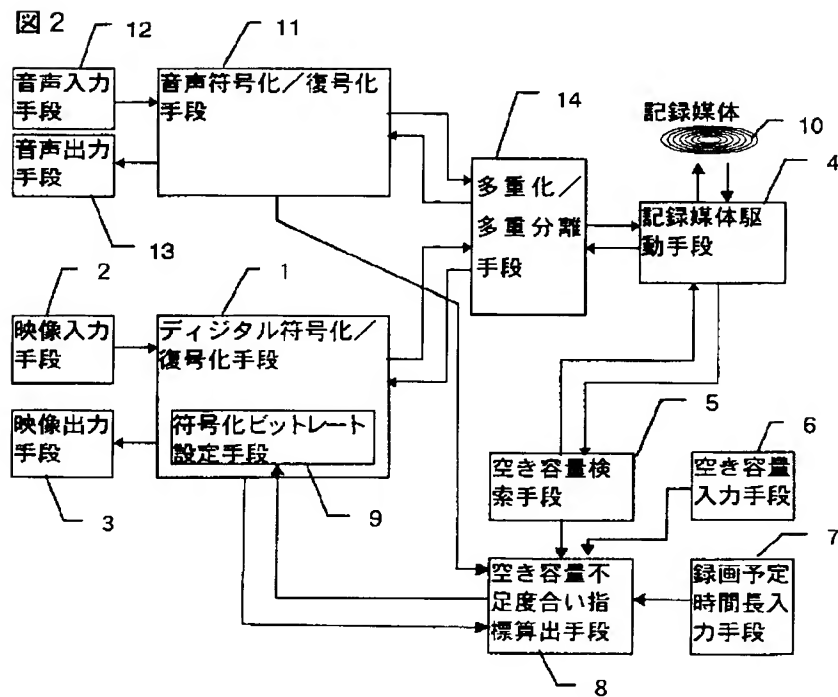 図2
12
11
音声入力
手段
音声符号化／復号化
手段
14
記録媒体
10
音声出力
手段
13
多重化／
多重分離
手段
4
記録媒体駆
動手段
2
1
映像入力
手段
ディジタル符号化／
復号化手段
映像出力
手段
3
符号化ビットレート
設定手段
9
5
空き容量検
索手段
6
空き容量
入力手段
7
空き容量不
足度合い指
標算出手段
8
録画予定
時間長入
力手段